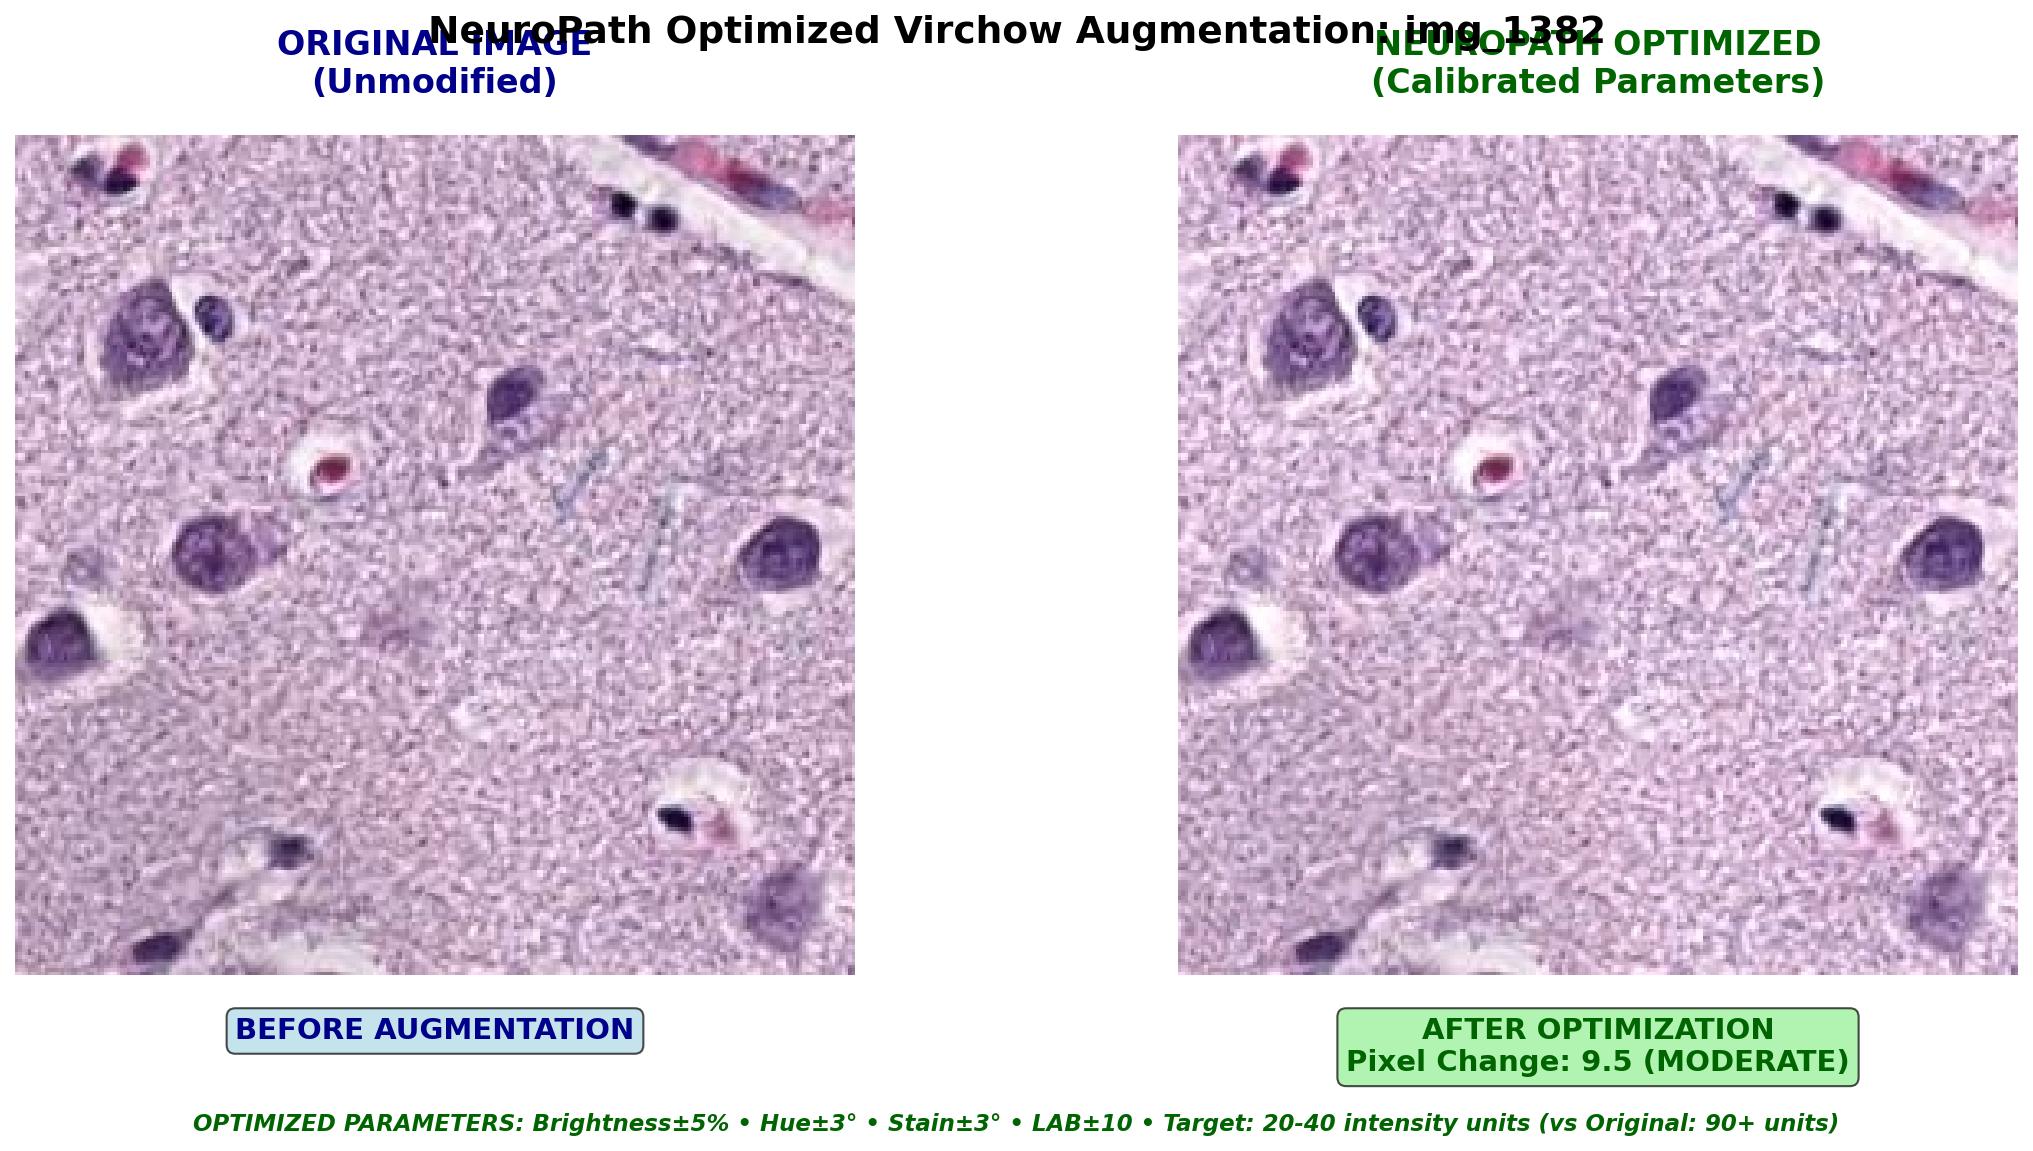 NeuroPath Optimized Virchow Augmentation: img_1382
ORIGINAL IMAGE
(Unmodified)
NEUROPATH OPTIMIZED
(Calibrated Parameters)
BEFORE AUGMENTATION
AFTER OPTIMIZATION
Pixel Change: 9.5 (MODERATE)
OPTIMIZED PARAMETERS: Brightness±5% • Hue±3° • Stain±3° • LAB±10 • Target: 20-40 intensity units (vs Original: 90+ units)